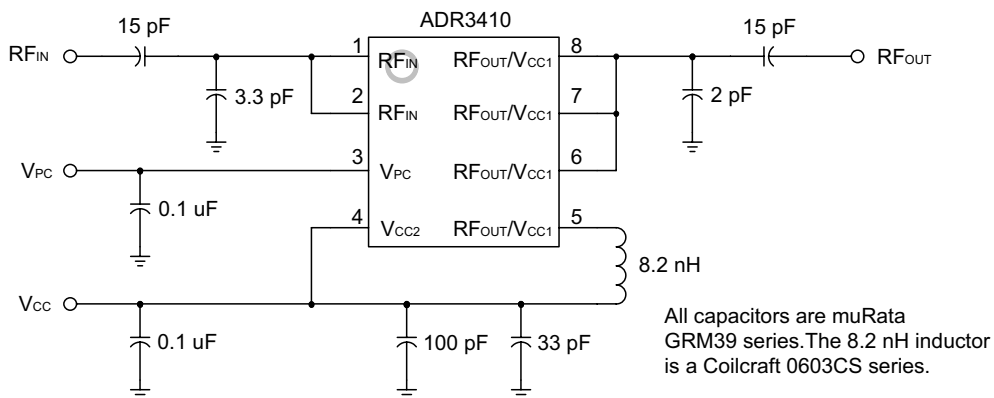 ADR3410
15 pF
15 pF
RFIN
1
RFIN
RFOUT/VCC1
8
RFOUT
3.3 pF
2
RFIN
RFOUT/VCC1
7
2 pF
VPC
3
VPC
RFOUT/VCC1
6
0.1 uF
4
VCC2
RFOUT/VCC1
5
8.2 nH
VCC
0.1 uF
100 pF
33 pF
All capacitors are muRata
GRM39 series.The 8.2 nH inductor
is a Coilcraft 0603CS series.